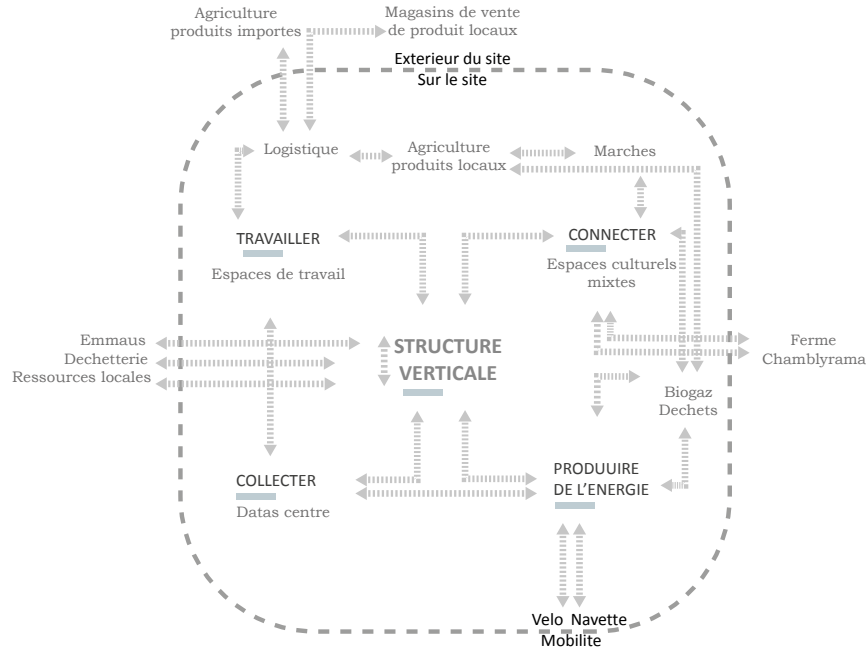 Agriculture
produits importes
Magasins de vente
de produit locaux
Exterieur du site
Sur le site
Logistique
Agriculture
produits locaux
Marches
TRAVAILLER
Espaces de travail
CONNECTER
Espaces culturels
mixtes
Emmaus
Dechetterie
Ressources locales
STRUCTURE
VERTICALE
Ferme
Chamblyrama
Biogaz
Dechets
COLLECTER
Datas centre
PRODUUIRE
DE L'ENERGIE
Velo Navette
Mobilite